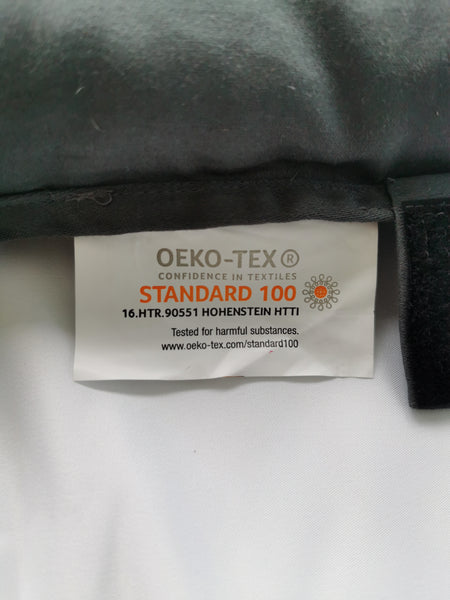 OEKO-TEX®
CONFIDENCE IN TEXTILES
STANDARD 100
16.HTR.90551 HOHENSTEIN HTTI
Tested for harmful substances.
www.oeko-tex.com/standard100